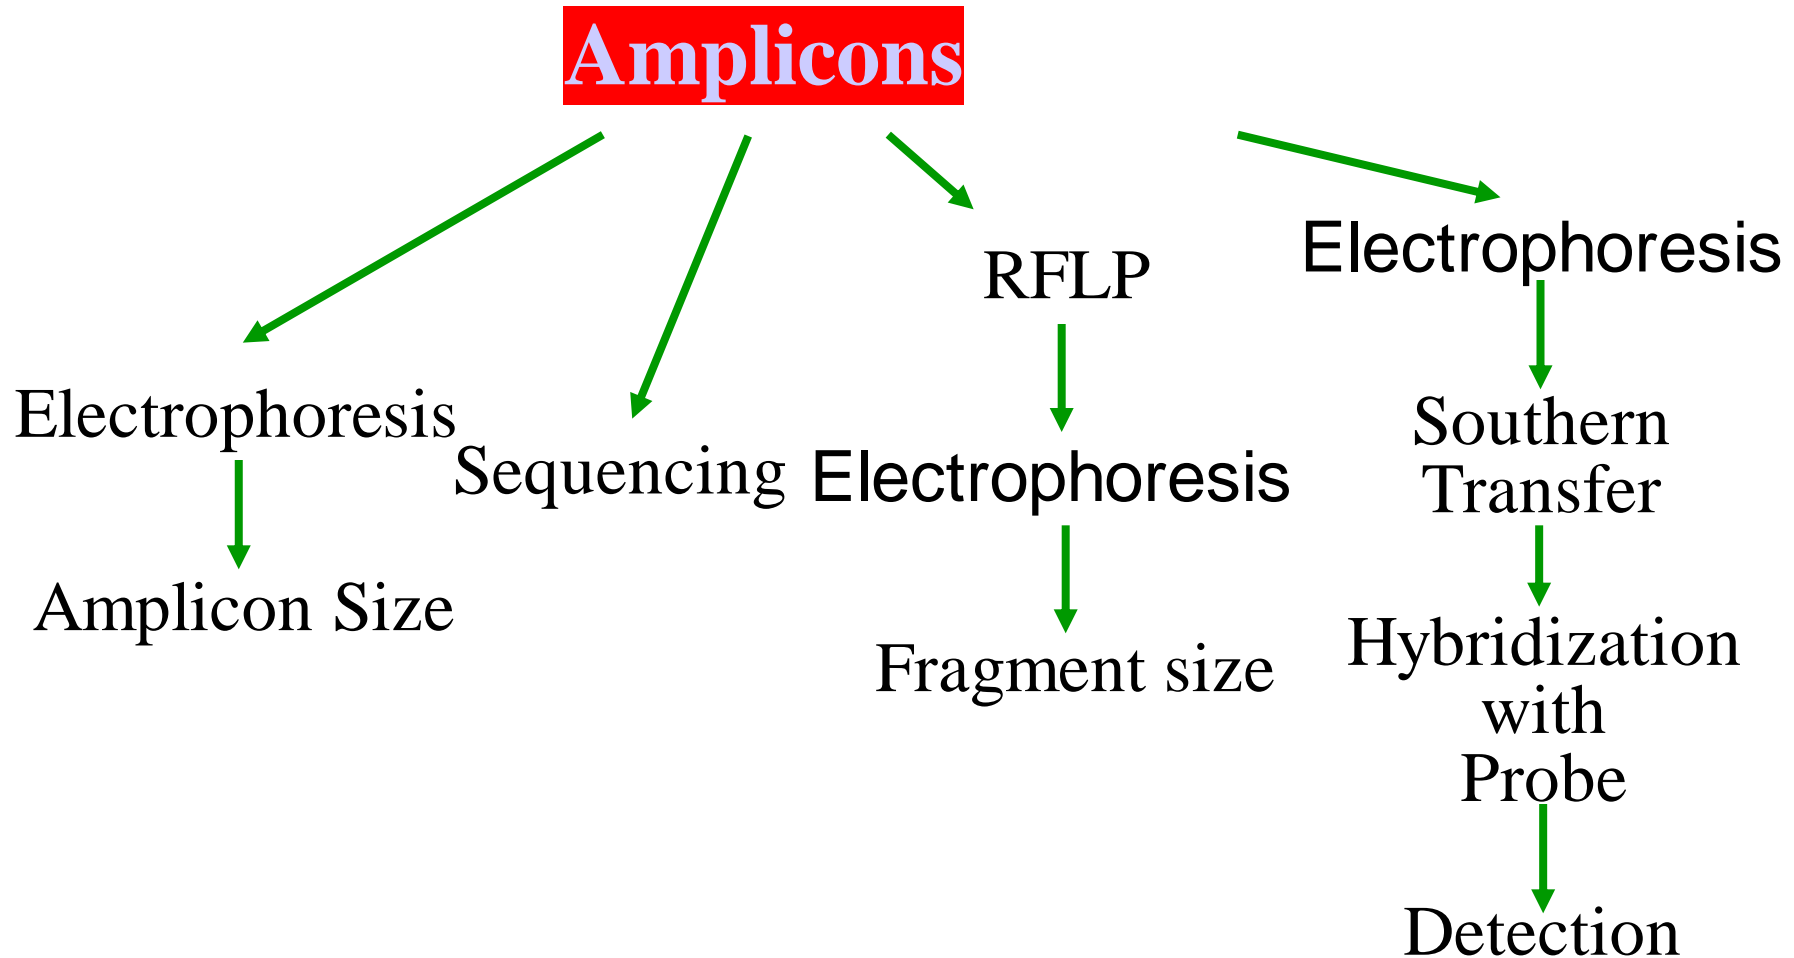 Amplicons
Electrophoresis
Amplicon Size
Sequencing
RFLP
Electrophoresis
Fragment size
Electrophoresis
Southern
Transfer
Hybridization
with
Probe
Detection